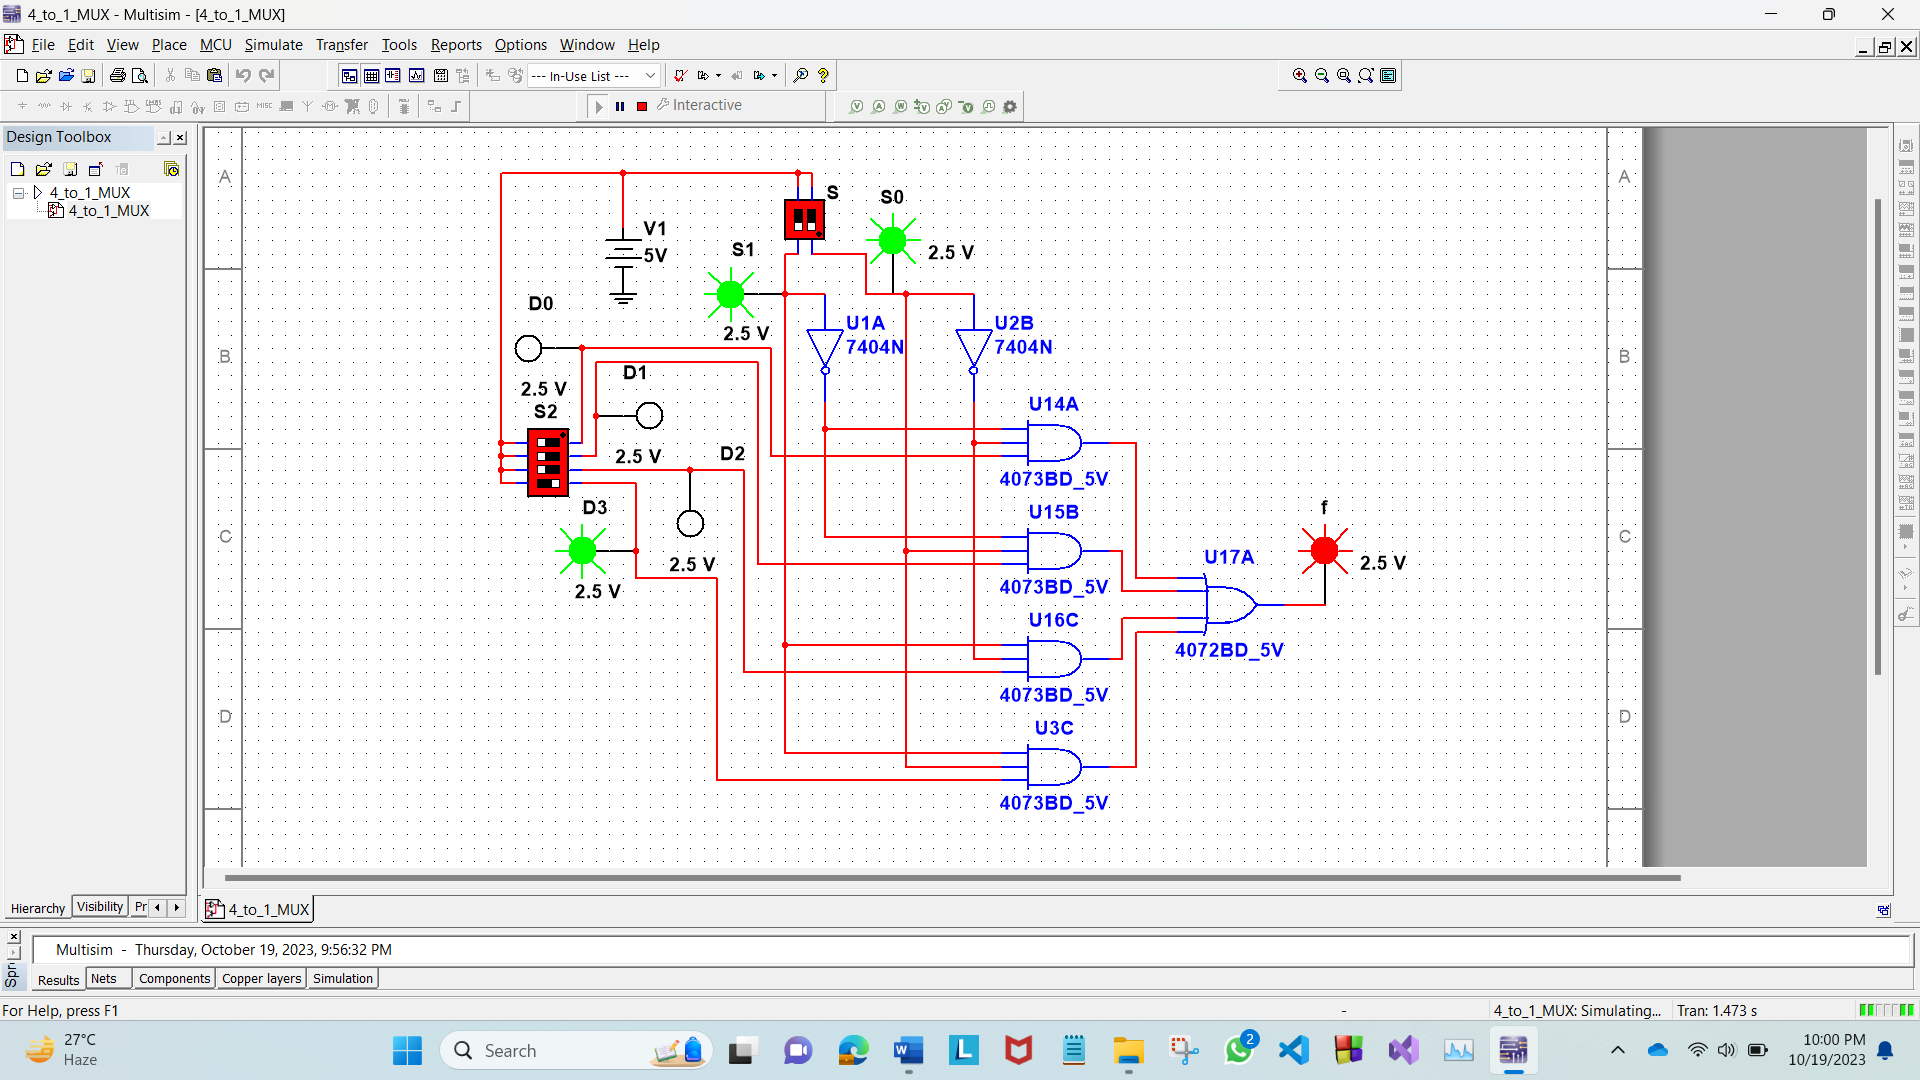 4_to_1_MUX - Multisim - [4_to_1_MUX]
File Edit View Place MCU Simulate Transfer Tools Reports Options Window Help
--- In-Use List ---
Interactive
Design Toolbox
4_to_1_MUX
4_to_1_MUX
A
B
C
D
S
S0
2.5 V
V1
5V
S1
2.5 V
D0
2.5 V
U1A
7404N
U2B
7404N
D1
2.5 V
S2
D2
2.5 V
D3
2.5 V
U14A
4073BD_5V
U15B
4073BD_5V
U16C
4073BD_5V
U3C
4073BD_5V
U17A
4072BD_5V
f
2.5 V
A
B
C
D
Hierarchy Visibility Pr
4_to_1_MUX
Multisim - Thursday, October 19, 2023, 9:56:32 PM
Spr
Results Nets Components Copper layers Simulation
For Help, press F1
-
4_to_1_MUX: Simulating... Tran: 1.473 s
27°C
Haze
Search
2
10:00 PM
10/19/2023